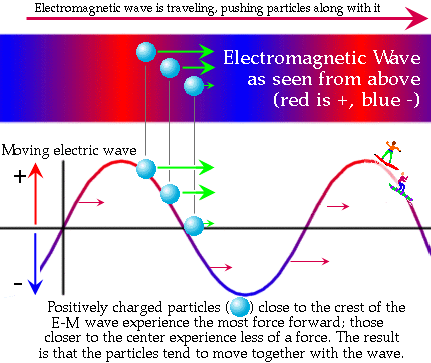 Electromagnetic wave is traveling, pushing particles along with it
Electromagnetic Wave
as seen from above
(red is +, blue -)
Moving electric wave
+
-
Positively charged particles ( ) close to the crest of the
E-M wave experience the most force forward; those
closer to the center experience less of a force. The result
is that the particles tend to move together with the wave.